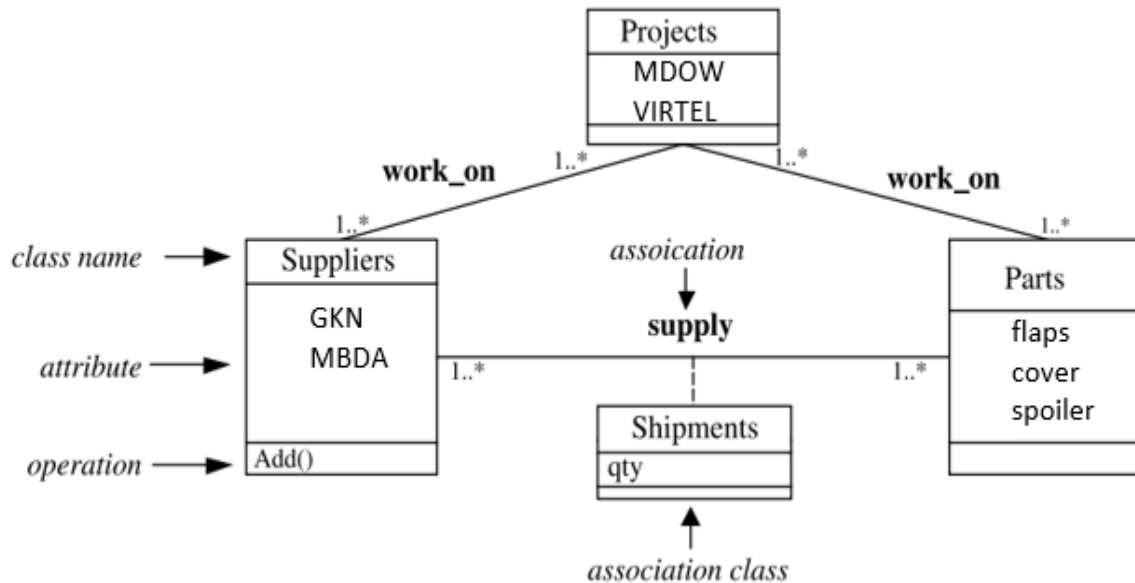 Projects
MDOW
VIRTEL
1..*
1..*
work_on
work_on
1..*
1..*
class name
Suppliers
assoication
Parts
GKN
supply
flaps
attribute
MBDA
1..*
1..*
cover
spoiler
Shipments
operation
Add()
qty
association class